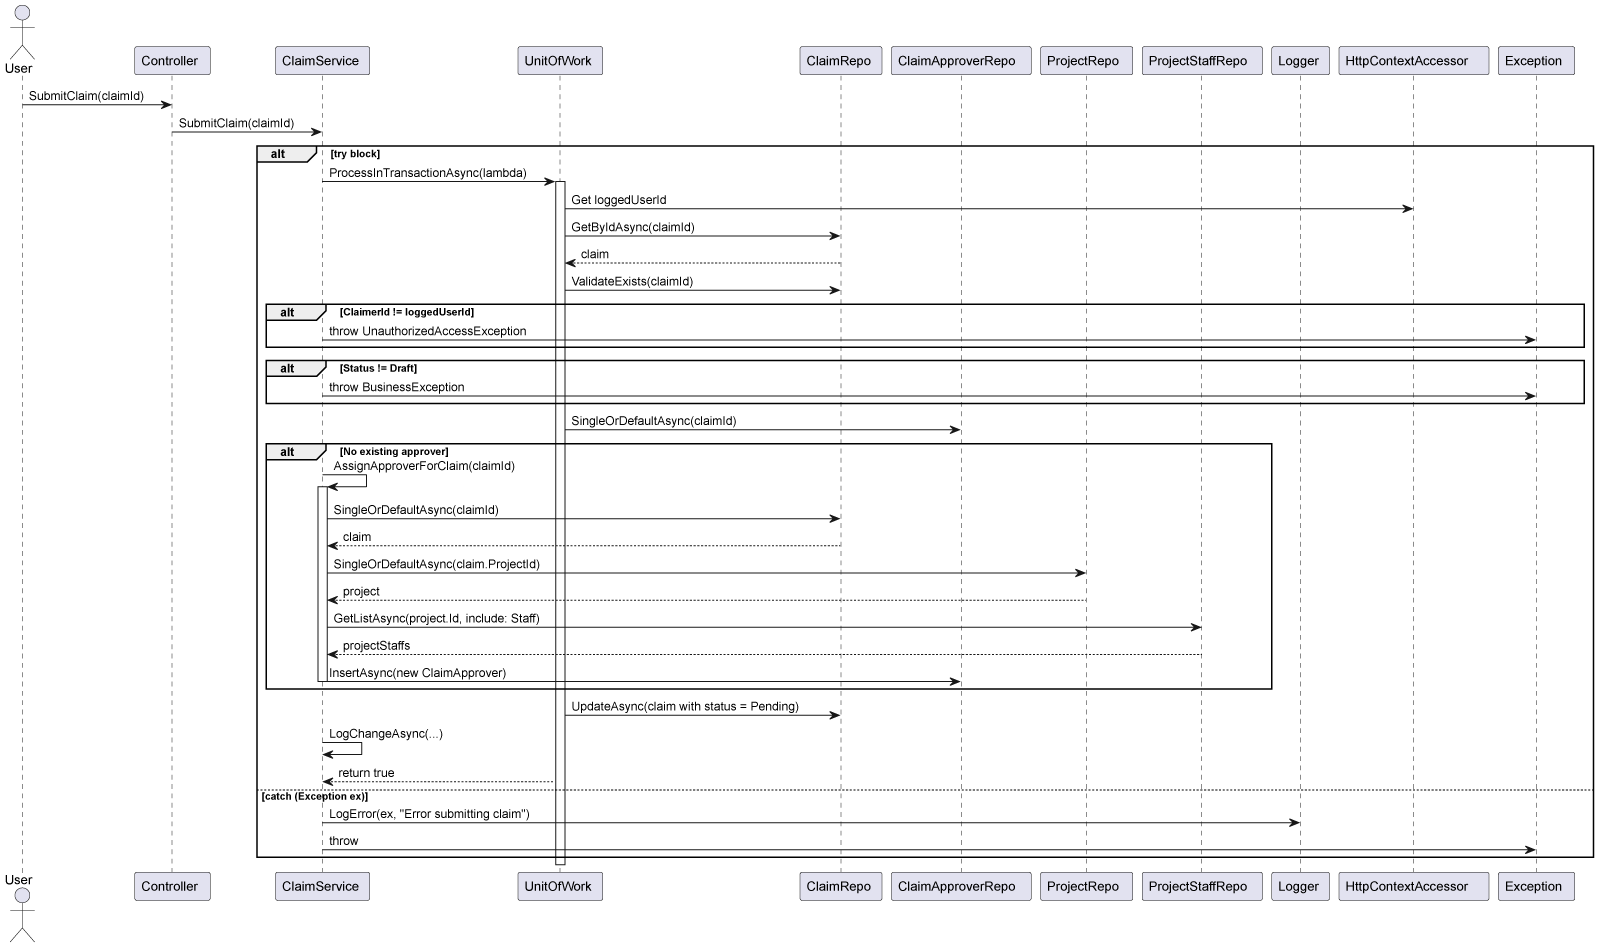 User
Controller
ClaimService
UnitOfWork
ClaimRepo
ClaimApproverRepo
ProjectRepo
ProjectStaffRepo
Logger
HttpContextAccessor
Exception
SubmitClaim(claimId)
SubmitClaim(claimId)
alt
[try block]
ProcessInTransactionAsync(lambda)
Get loggedUserId
GetByIdAsync(claimId)
claim
ValidateExists(claimId)
alt
[ClaimerId != loggedUserId]
throw UnauthorizedAccessException
alt
[Status != Draft]
throw BusinessException
SingleOrDefaultAsync(claimId)
alt
[No existing approver]
AssignApproverForClaim(claimId)
SingleOrDefaultAsync(claimId)
claim
SingleOrDefaultAsync(claim.ProjectId)
project
GetListAsync(project.Id, include: Staff)
projectStaffs
InsertAsync(new ClaimApprover)
UpdateAsync(claim with status = Pending)
LogChangeAsync(...)
return true
[catch (Exception ex)]
LogError(ex, "Error submitting claim")
throw
User
Controller
ClaimService
UnitOfWork
ClaimRepo
ClaimApproverRepo
ProjectRepo
ProjectStaffRepo
Logger
HttpContextAccessor
Exception